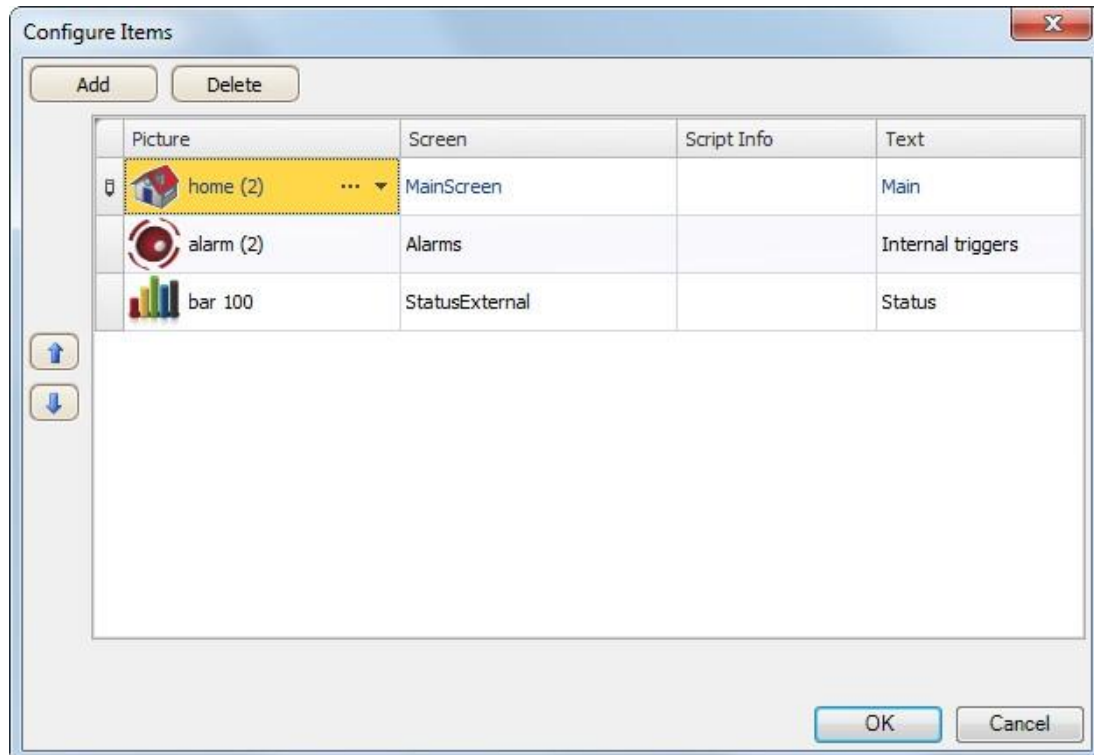 Configure Items
Add Delete
Picture Screen Script Info Text
home (2) ... MainScreen Main
alarm (2) Alarms Internal triggers
bar 100 StatusExternal Status
OK Cancel